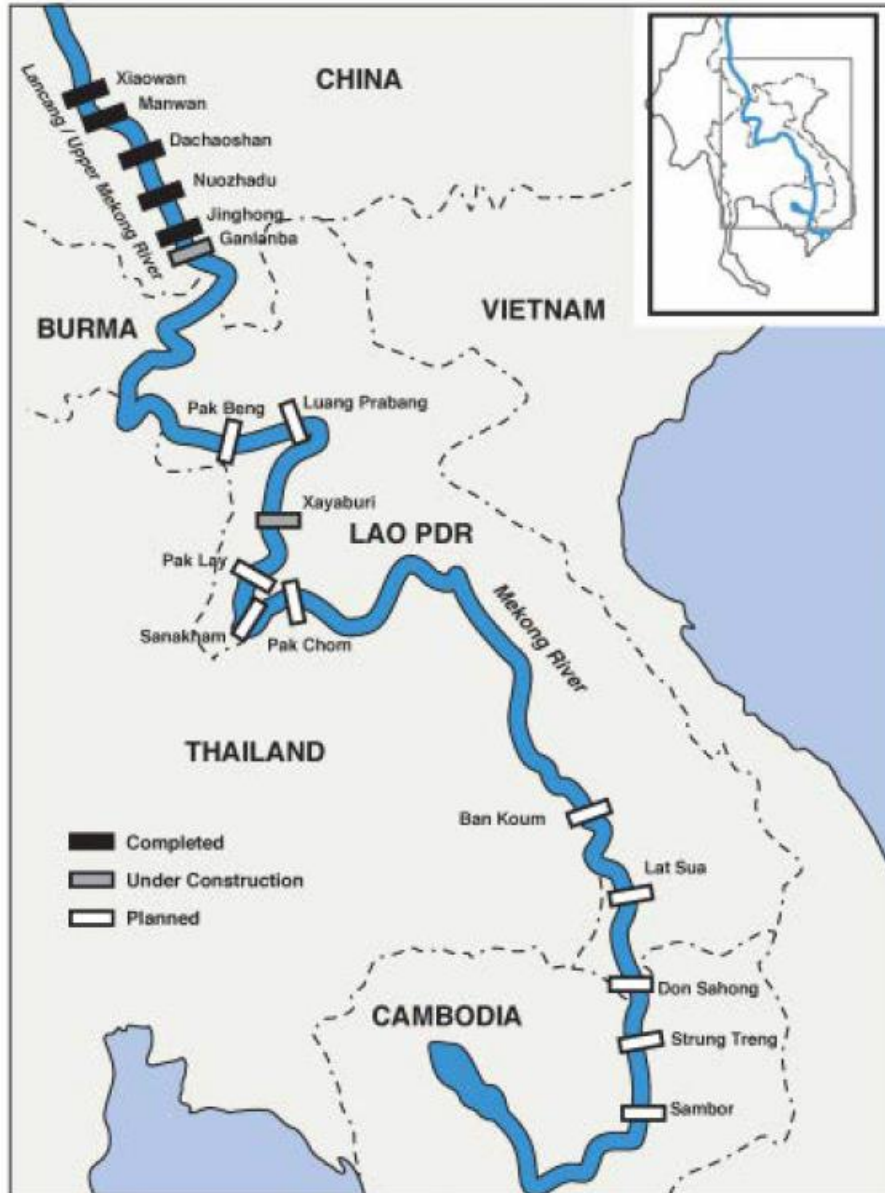 Xiaowan
CHINA
Manwan
Lancang / Upper Mekong River
Dachaoshan
Nuozhadu
Jinghong
Ganlanba
VIETNAM
BURMA
Pak Beng
Luang Prabang
Xayaburi
LAO PDR
Pak Lay
Mekong River
Sanakham
Pak Chom
THAILAND
Ban Koum
Completed
Lat Sua
Under Construction
Planned
Don Sahong
CAMBODIA
Strung Treng
Sambor